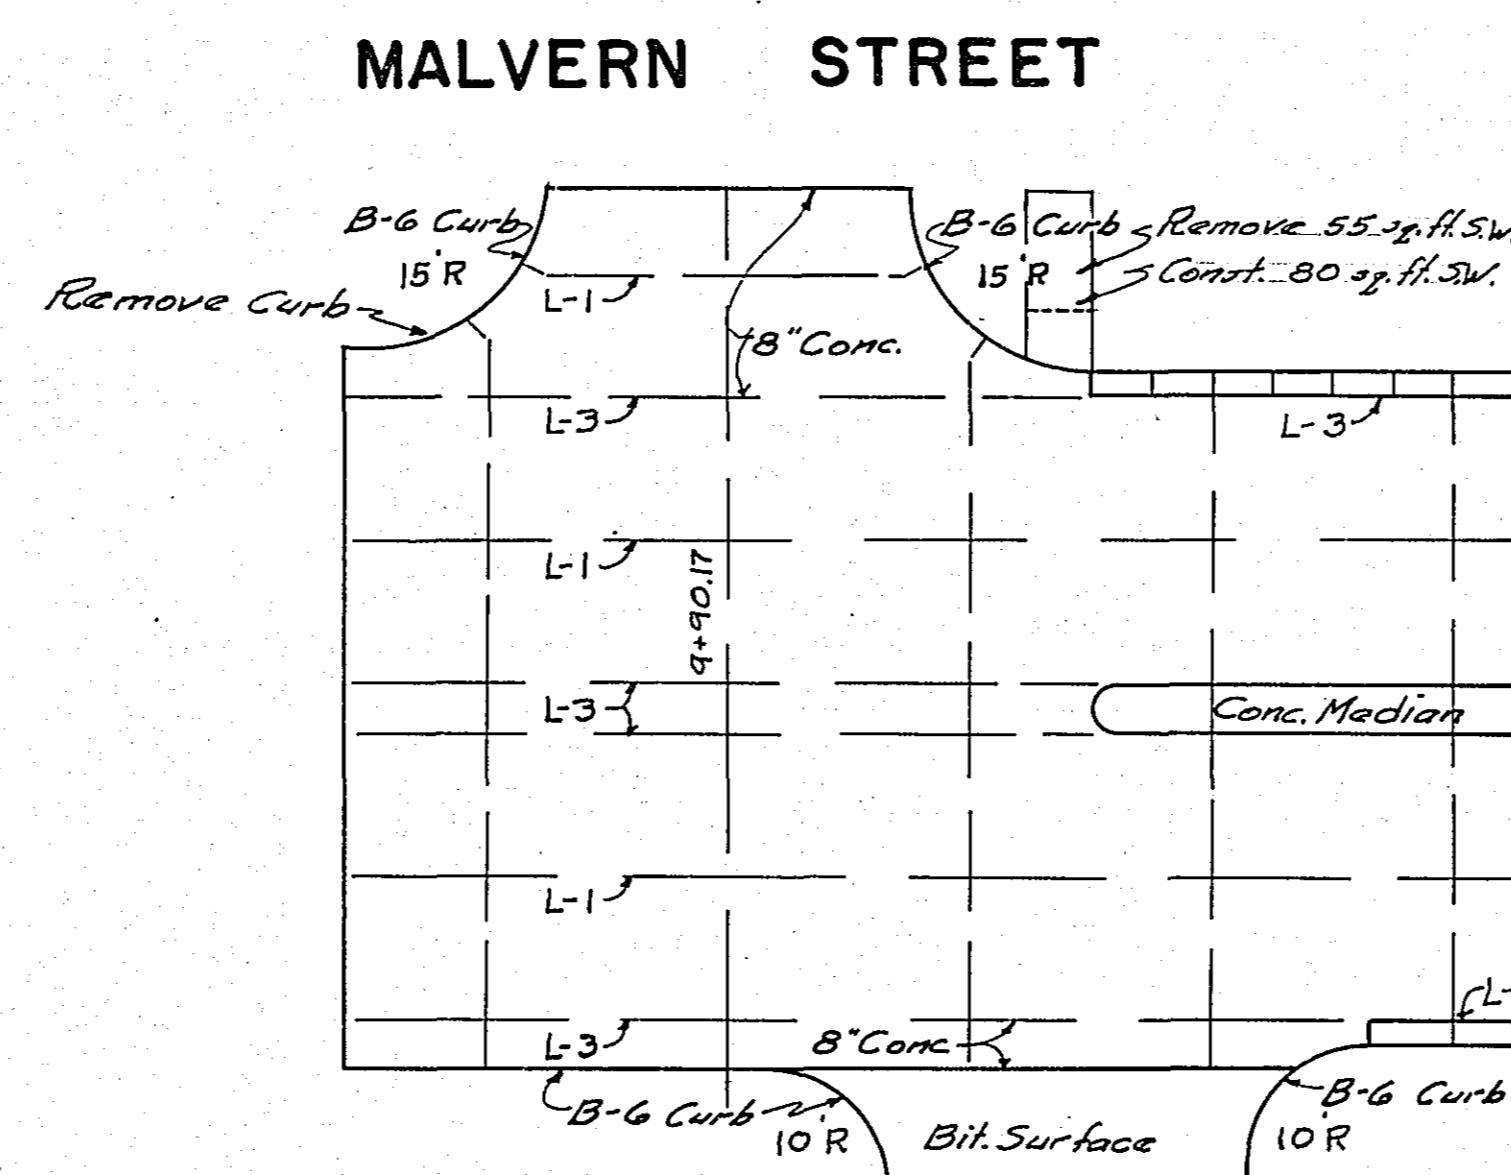 MALVERN STREET
B-6 Curb
15'R
Remove Curb
L-1
B-6 Curb
15'R
Remove 55 sq. ft. S.W.
Const. 80 sq. ft. S.W.
8" Conc.
L-3
L-3
L-1
9+90.17
L-3
Conc. Median
L-1
L-3
8" Conc
L-
B-6 Curb
10'R
Bit. Surface
B-6 Curb
10'R